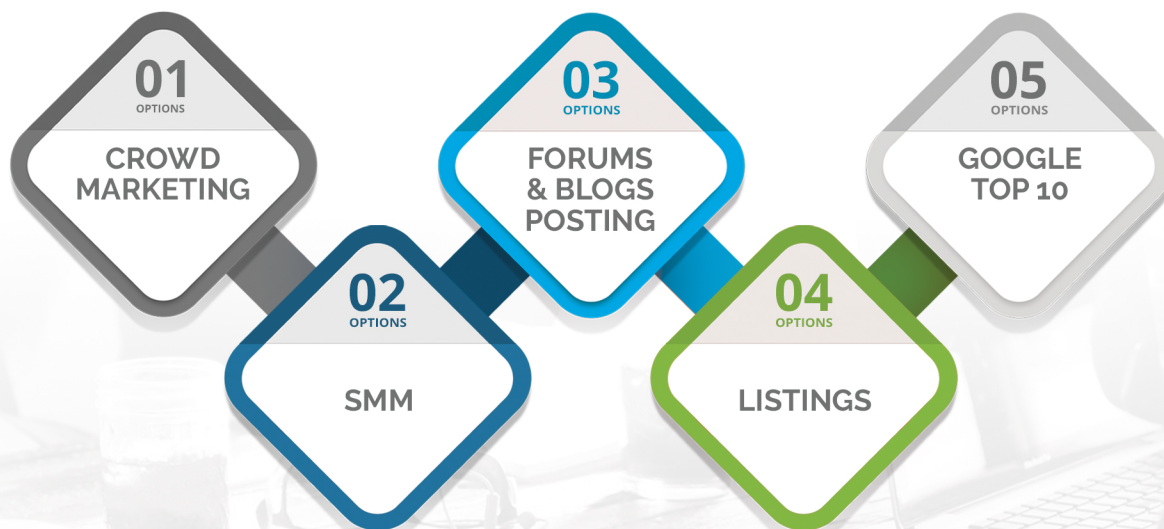 01
OPTIONS
CROWD
MARKETING
02
OPTIONS
SMM
03
OPTIONS
FORUMS
& BLOGS
POSTING
04
OPTIONS
LISTINGS
05
OPTIONS
GOOGLE
TOP 10